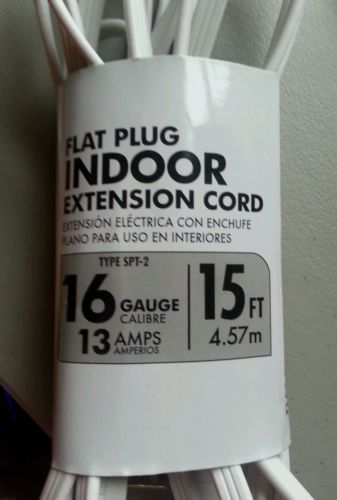 FLAT PLUG
INDOOR
EXTENSION CORD
EXTENSIÓN ELÉCTRICA CON ENCHUFE
PLANO PARA USO EN INTERIORES
TYPE SPT-2
16 GAUGE
CALIBRE
13 AMPS
AMPERIOS
15 FT
4.57m